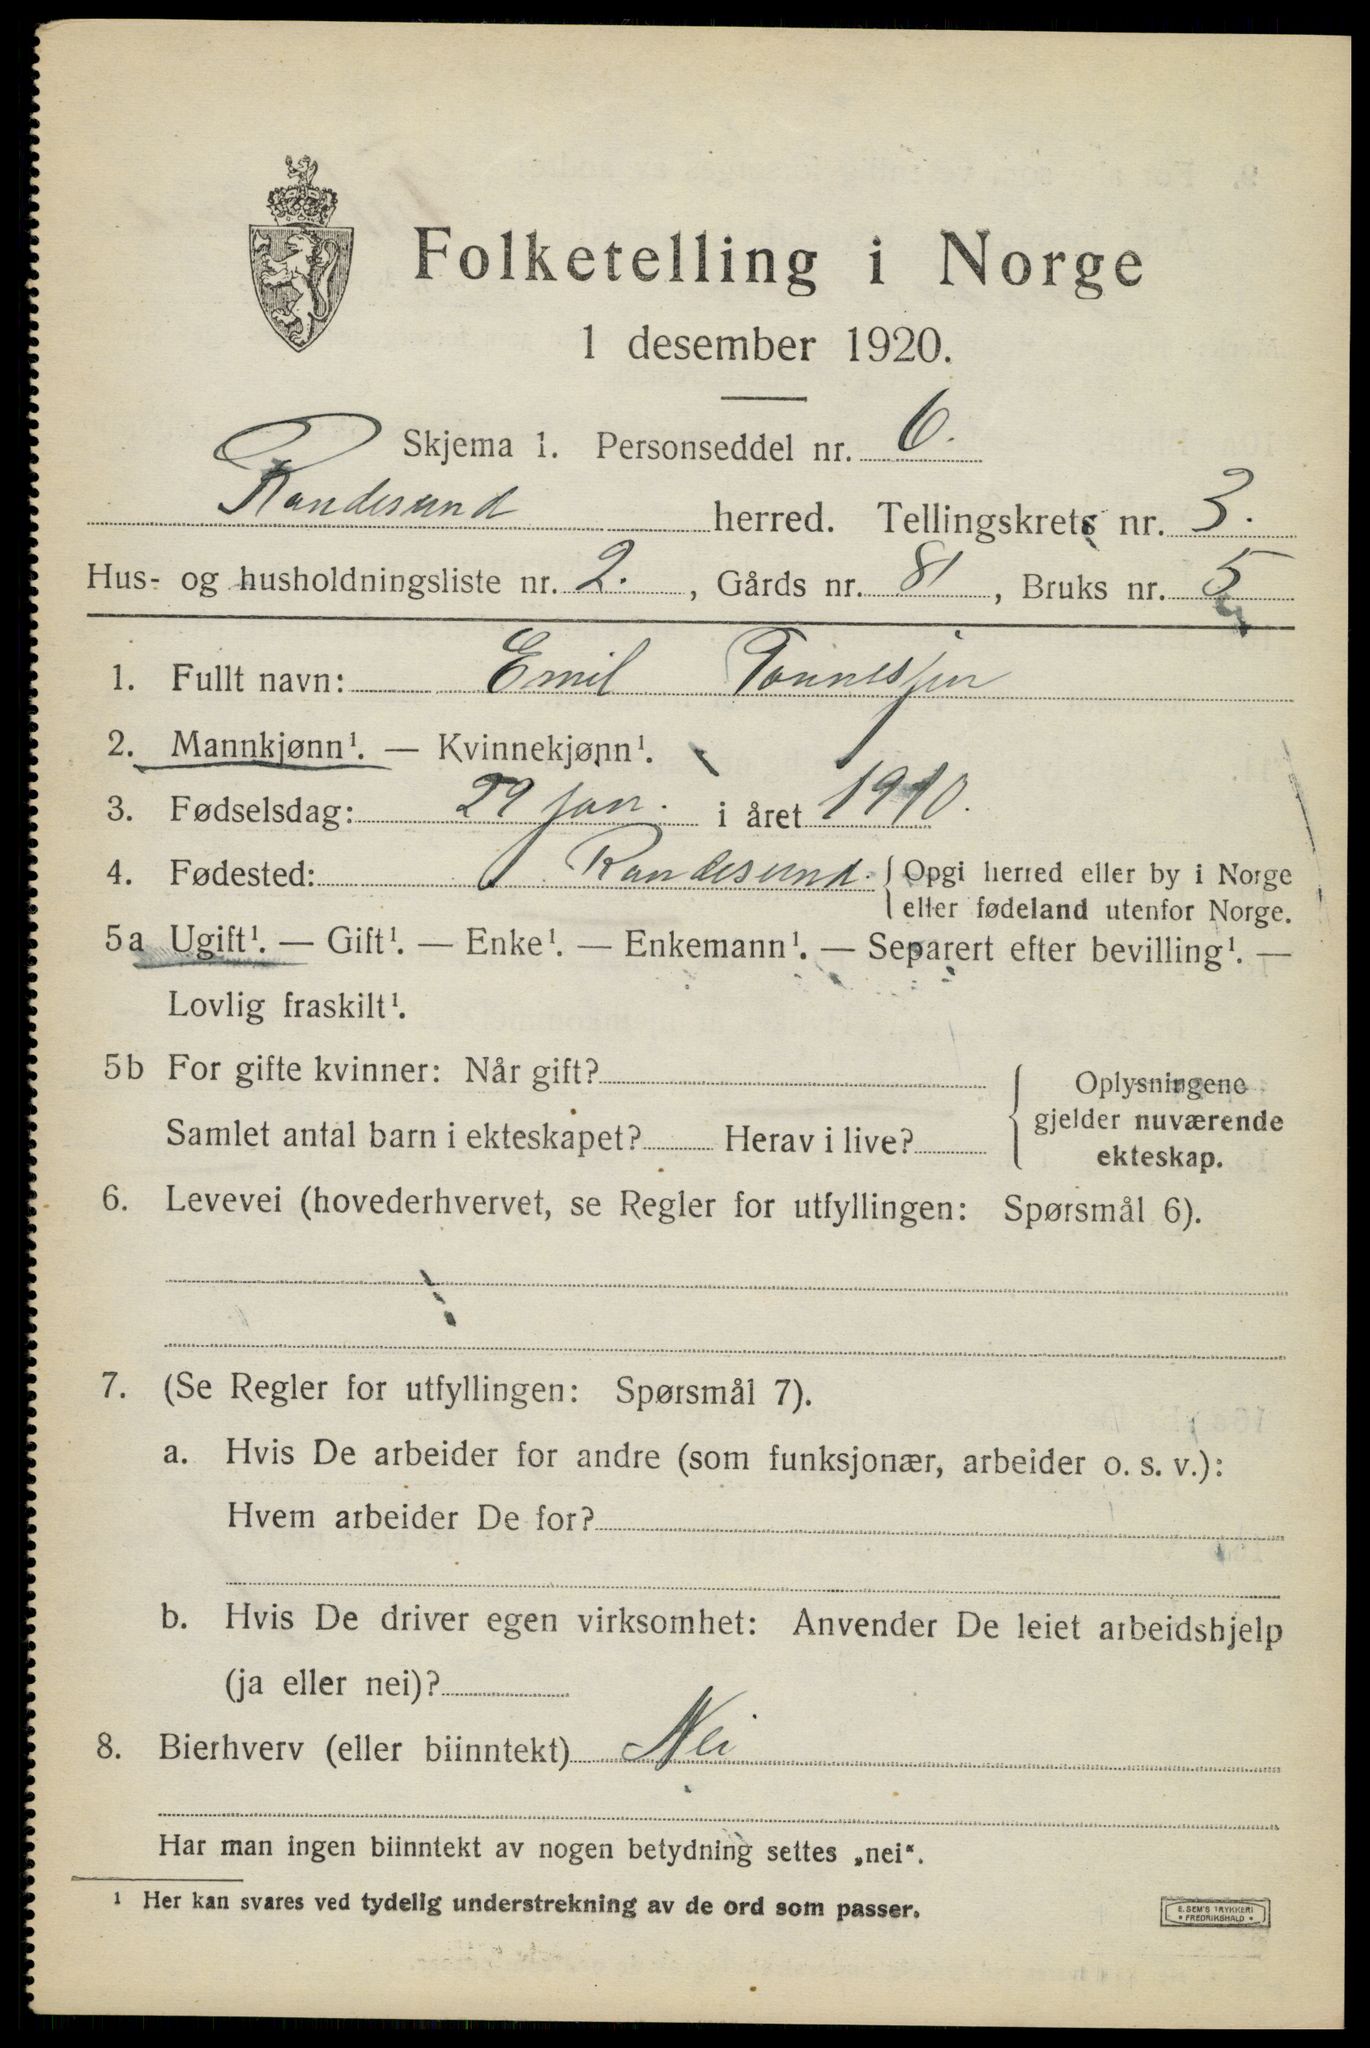 Folketelling i Norge
1 desember 1920.
Skjema 1. Personseddel nr. 6.
Randesund herred. Tellingskrets nr. 3.
Hus- og husholdningsliste nr. 2. , Gårds nr. 81 , Bruks nr. 5
1. Fullt navn: Emil Tønnesjen
2. Mannkjønn¹. — Kvinnekjønn¹.
3. Fødselsdag: 29 jan. i året 1910.
4. Fødested: Randesund. { Opgi herred eller by i Norge
eller fødeland utenfor Norge.
5a Ugift¹. — Gift¹. — Enke¹. — Enkemann¹. — Separert efter bevilling¹. —
Lovlig fraskilt¹.
5b For gifte kvinner: Når gift?
Samlet antal barn i ekteskapet? Herav i live?
Oplysningene
gjelder nuværende
ekteskap.
6. Levevei (hovederhvervet, se Regler for utfyllingen: Spørsmål 6).
7. (Se Regler for utfyllingen: Spørsmål 7).
a. Hvis De arbeider for andre (som funksjonær, arbeider o. s. v.):
Hvem arbeider De for?
b. Hvis De driver egen virksomhet: Anvender De leiet arbeidshjelp
(ja eller nei)?
8. Bierhverv (eller biinntekt) Nei
Har man ingen biinntekt av nogen betydning settes „nei“.
¹ Her kan svares ved tydelig understrekning av de ord som passer.
E. SEM'S TRYKKERI
• FREDRIKSHALD •